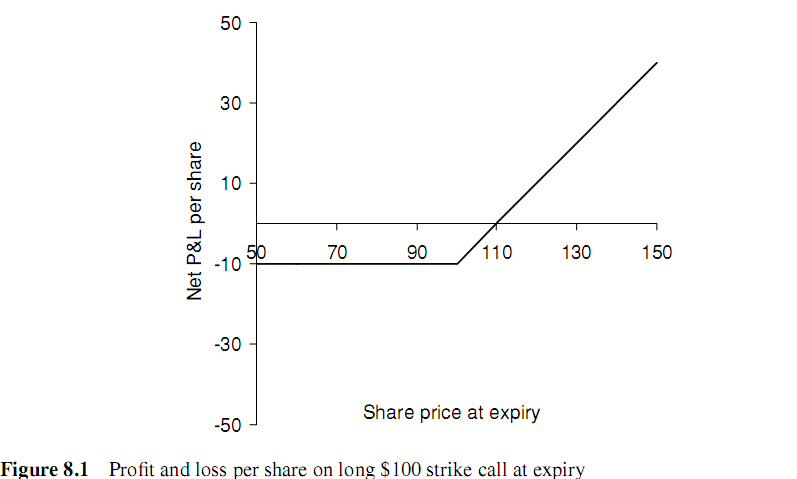 50
30
10
-10
-30
-50
Net P&L per share
50 70 90 110 130 150
Share price at expiry
Figure 8.1 Profit and loss per share on long $100 strike call at expiry